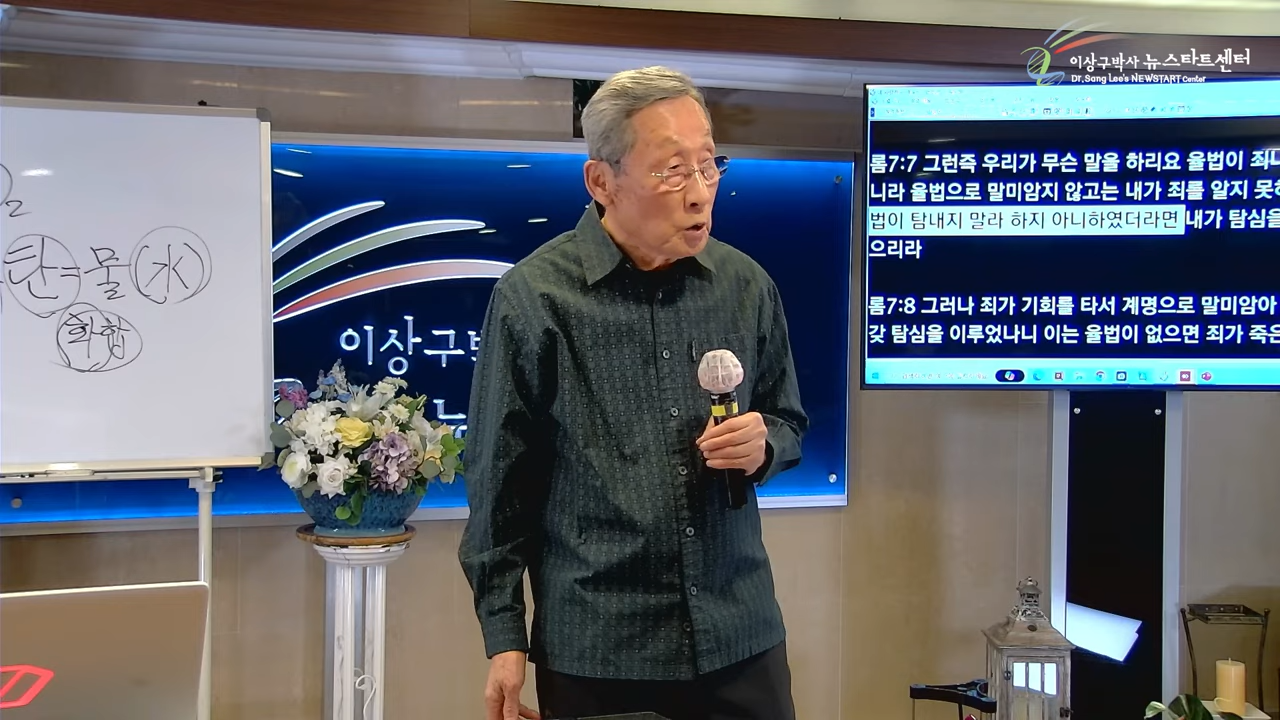 이상구박사 뉴스타트센터
Dr. Sang Lee's NEWSTART Center
탄=물(水)
화합
이상구
롬7:7 그런즉 우리가 무슨 말을 하리요 율법이
니라 율법으로 말미암지 않고는 내가 죄를 알지
법이 탐내지 말라 하지 아니하였더라면 내가 탐심을
으리라
롬7:8 그러나 죄가 기회를 타서 계명으로 말미암아
갖 탐심을 이루었나니 이는 율법이 없으면 죄가